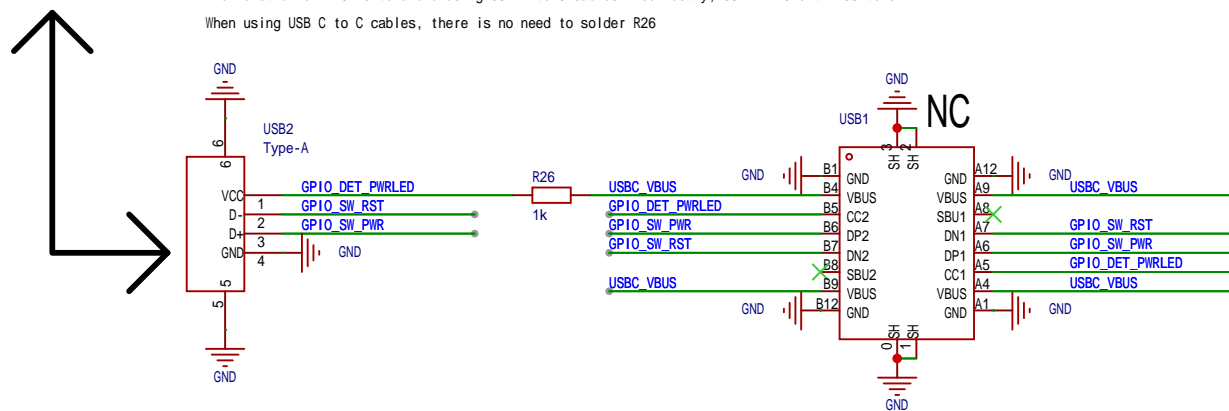 When using USB C to C cables, there is no need to solder R26
GND
USB2
Type-A
6
6
VCC
D-
D+
GND
1
2
3
4
5
5
GND
GPIO_DET_PWRLED
GPIO_SW_RST
GPIO_SW_PWR
GND
R26
1k
USBC_VBUS
GPIO_DET_PWRLED
GPIO_SW_PWR
GPIO_SW_RST
USBC_VBUS
GND
GND
GND
USB1
NC
SH 3
SH 2
B1
B4
B5
B6
B7
B8
B9
B12
GND
VBUS
CC2
DP2
DN2
SBU2
VBUS
GND
GND
VBUS
SBU1
DN1
DP1
CC1
VBUS
GND
A12
A9
A8
A7
A6
A5
A4
A1
0 SH
1 SH
GND
GND
USBC_VBUS
GPIO_SW_RST
GPIO_SW_PWR
GPIO_DET_PWRLED
USBC_VBUS
GND